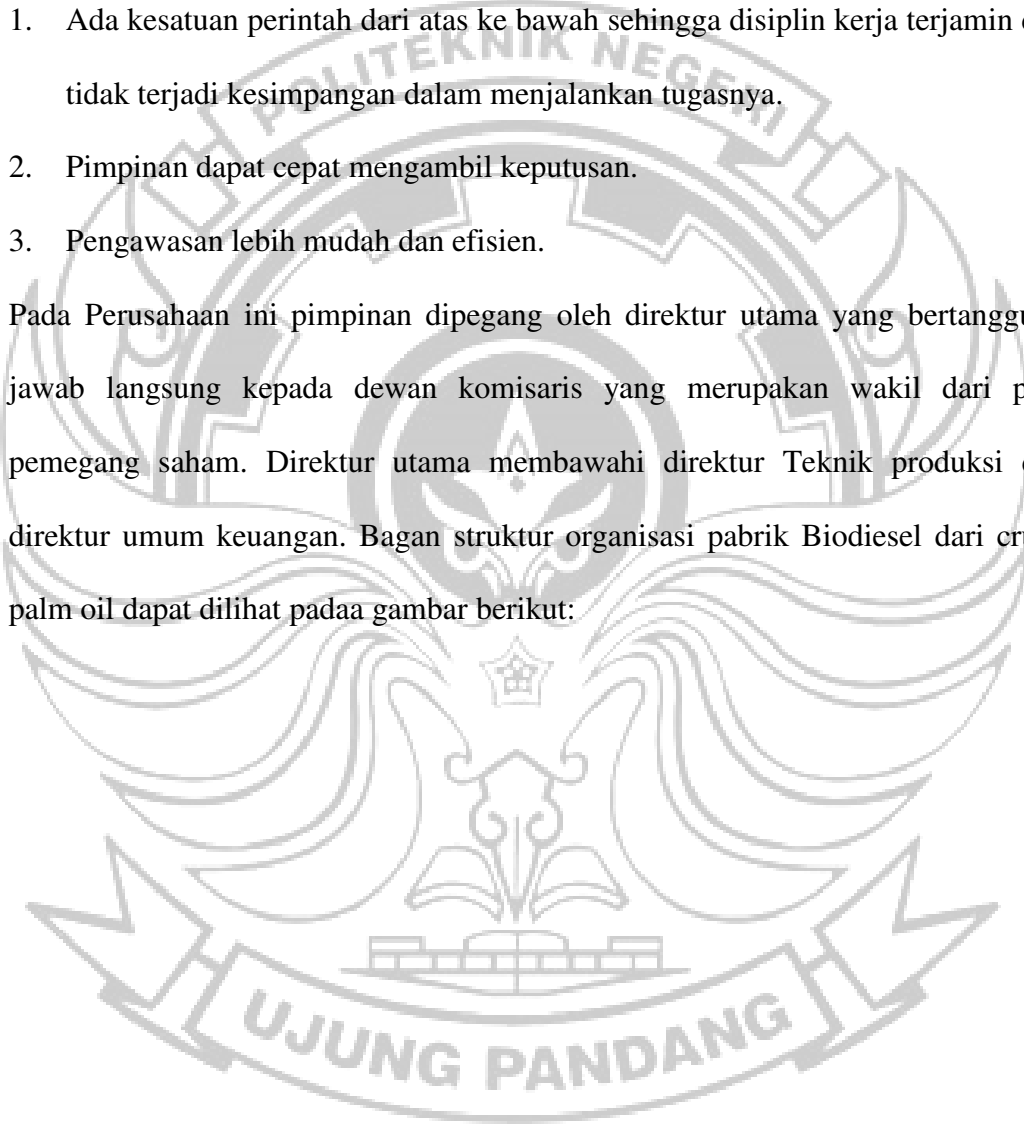 1. Ada kesatuan perintah dari atas ke bawah sehingga disiplin kerja terjamin
tidak terjadi kesimpangan dalam menjalankan tugasnya.
2. Pimpinan dapat cepat mengambil keputusan.
3. Pengawasan lebih mudah dan efisien.
Pada Perusahaan ini pimpinan dipegang oleh direktur utama yang
jawab langsung kepada dewan komisaris yang merupakan wakil dari
pemegang saham. Direktur utama membawahi direktur Teknik produksi
direktur umum keuangan. Bagan struktur organisasi pabrik Biodiesel dari
palm oil dapat dilihat padaa gambar berikut:
POLITEKNIK NEGERI
UJUNG PANDANG